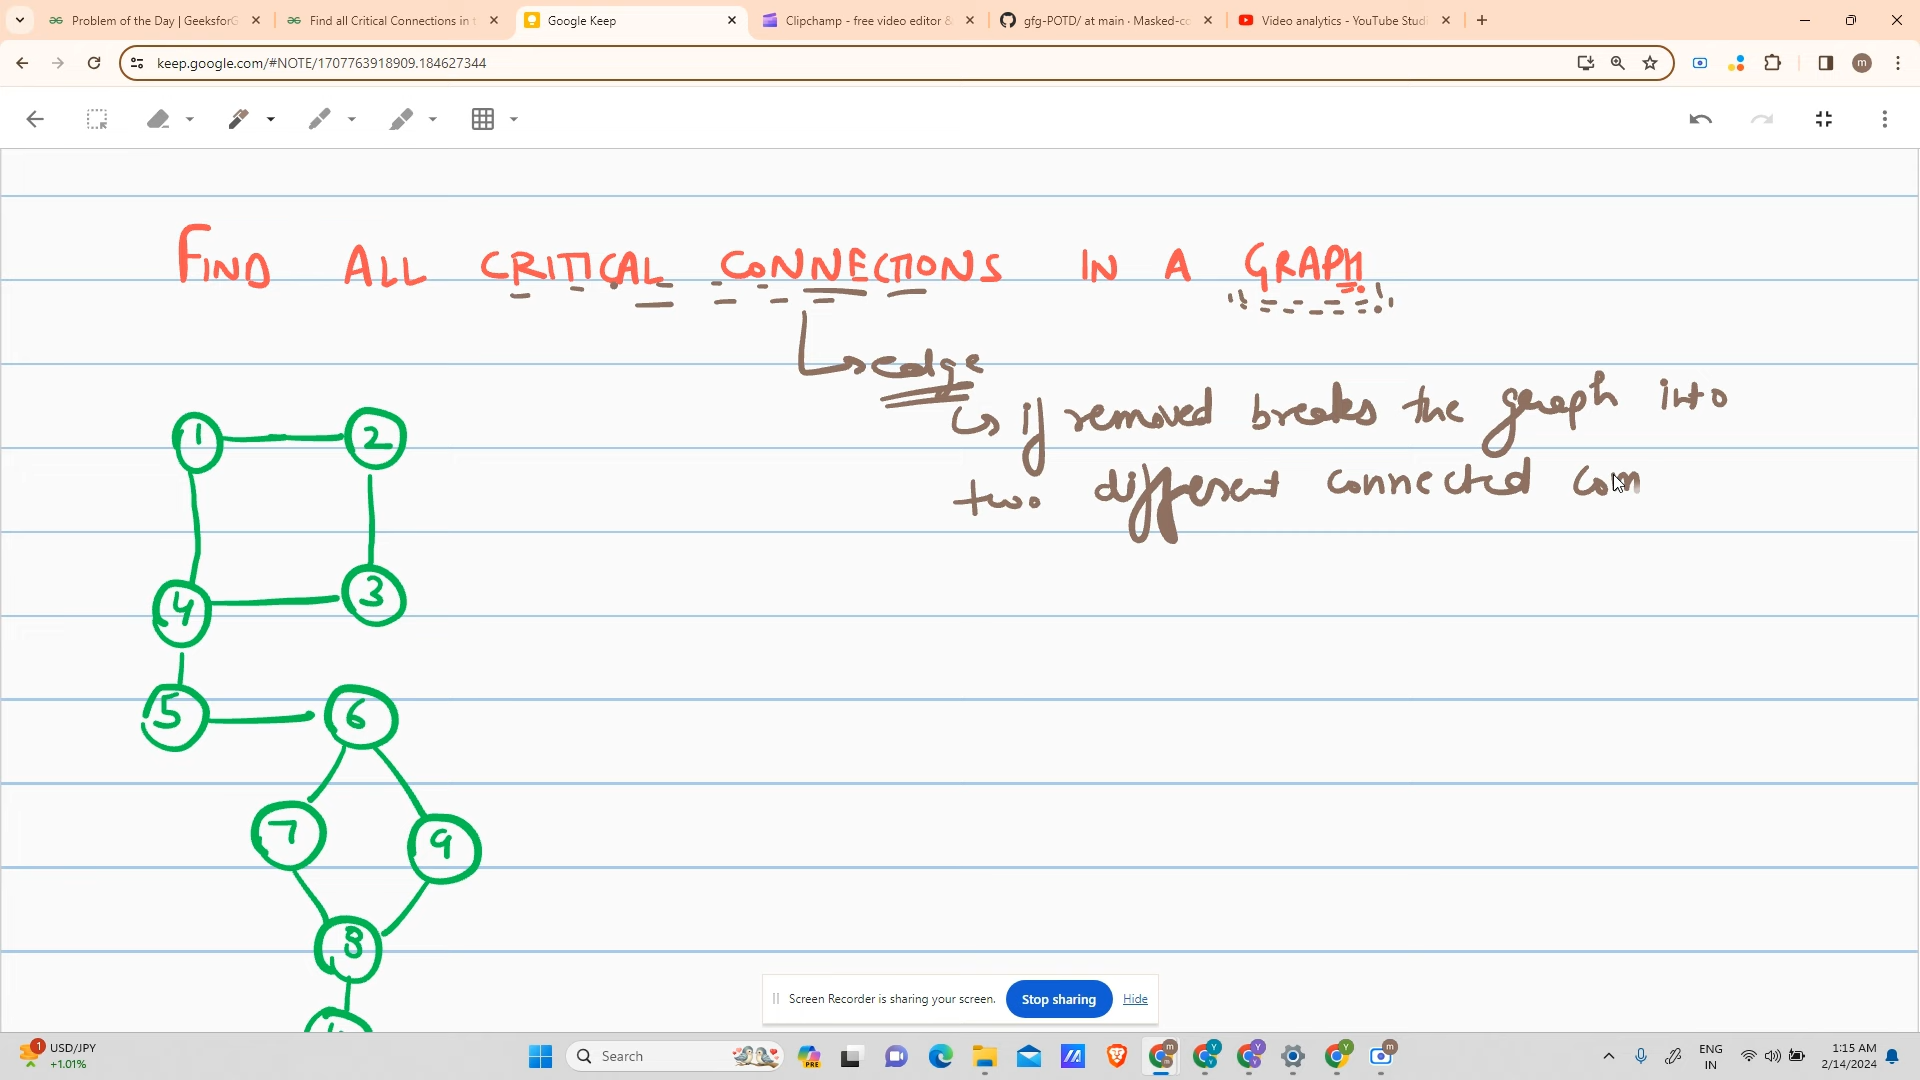 Problem of the Day | GeeksforG
Find all Critical Connections in t
Google Keep
Clipchamp - free video editor &
gfg-POTD/ at main · Masked-co
Video analytics - YouTube Studi
keep.google.com/#NOTE/1707763918909.184627344
m
FIND ALL CRITICAL CONNECTIONS IN A GRAPH.
edge
if removed breaks the graph into
two different connected com
1
2
4
3
5
6
7
9
8
Screen Recorder is sharing your screen.
Stop sharing
Hide
1
USD/JPY
+1.01%
Search
PRE
ENG
IN
1:15 AM
2/14/2024